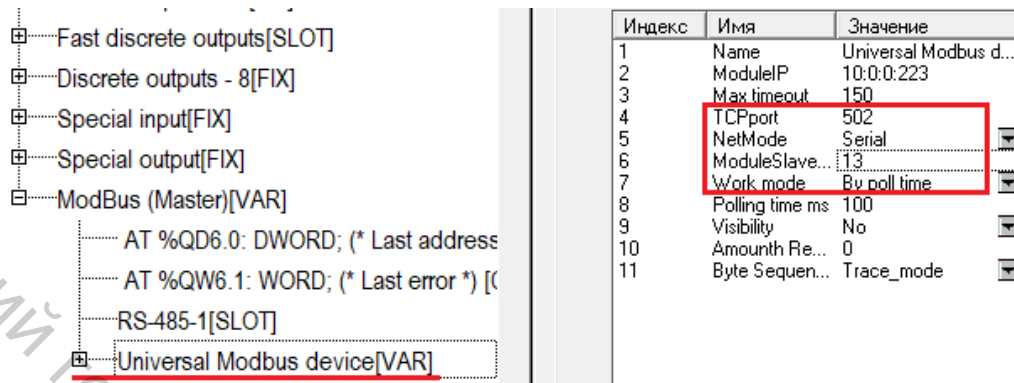 Fast discrete outputs[SLOT]
Discrete outputs - 8[FIX]
Special input[FIX]
Special output[FIX]
ModBus (Master)[VAR]
AT %QD6.0: DWORD; (* Last address
AT %QW6.1: WORD; (* Last error *) [
RS-485-1[SLOT]
Universal Modbus device[VAR]
Индекс Имя Значение
1 Name Universal Modbus d...
2 ModuleIP 10:0:0:223
3 Max timeout 150
4 TCPport 502
5 NetMode Serial
6 ModuleSlave... 13
7 Work mode By poll time
8 Polling time ms 100
9 Visibility No
10 Amounth Re... 0
11 Byte Sequen... Trace_mode